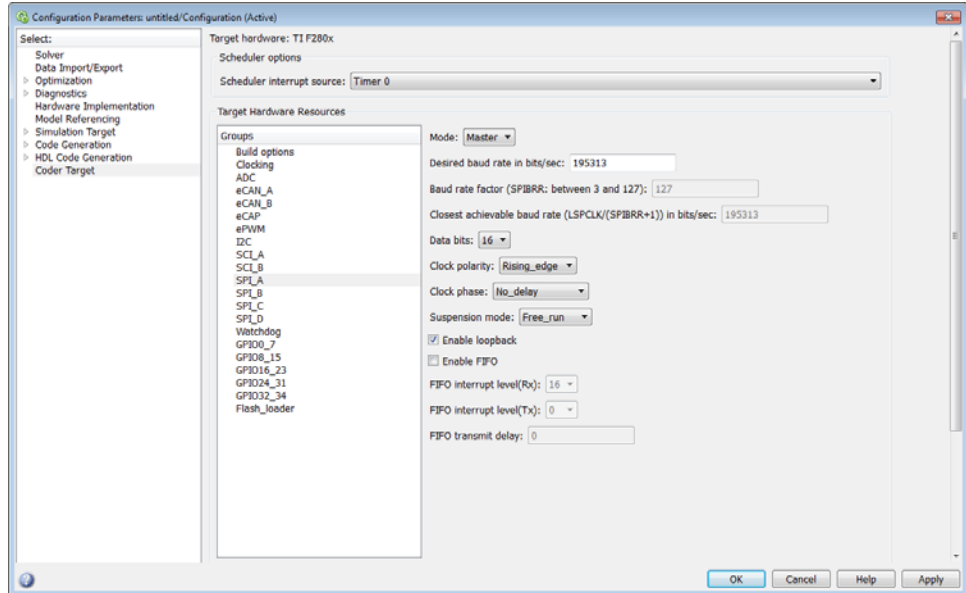 Configuration Parameters: untitled/Configuration (Active)
Select:
Solver
Data Import/Export
Optimization
Diagnostics
Hardware Implementation
Model Referencing
Simulation Target
Code Generation
HDL Code Generation
Coder Target
Target hardware: TI F280x
Scheduler options
Scheduler interrupt source: Timer 0
Target Hardware Resources
Groups
Build options
Clocking
ADC
eCAN_A
eCAN_B
eCAP
ePWM
I2C
SCI_A
SCI_B
SPI_A
SPI_B
SPI_C
SPI_D
Watchdog
GPIO0_7
GPIO8_15
GPIO16_23
GPIO24_31
GPIO32_34
Flash_loader
Mode: Master
Desired baud rate in bits/sec: 195313
Baud rate factor (SPIBRR: between 3 and 127): 127
Closest achievable baud rate (LSPCLK/(SPIBRR+1)) in bits/sec: 195313
Data bits: 16
Clock polarity: Rising_edge
Clock phase: No_delay
Suspension mode: Free_run
Enable loopback
Enable FIFO
FIFO interrupt level(Rx): 16
FIFO interrupt level(Tx): 0
FIFO transmit delay: 0
OK Cancel Help Apply